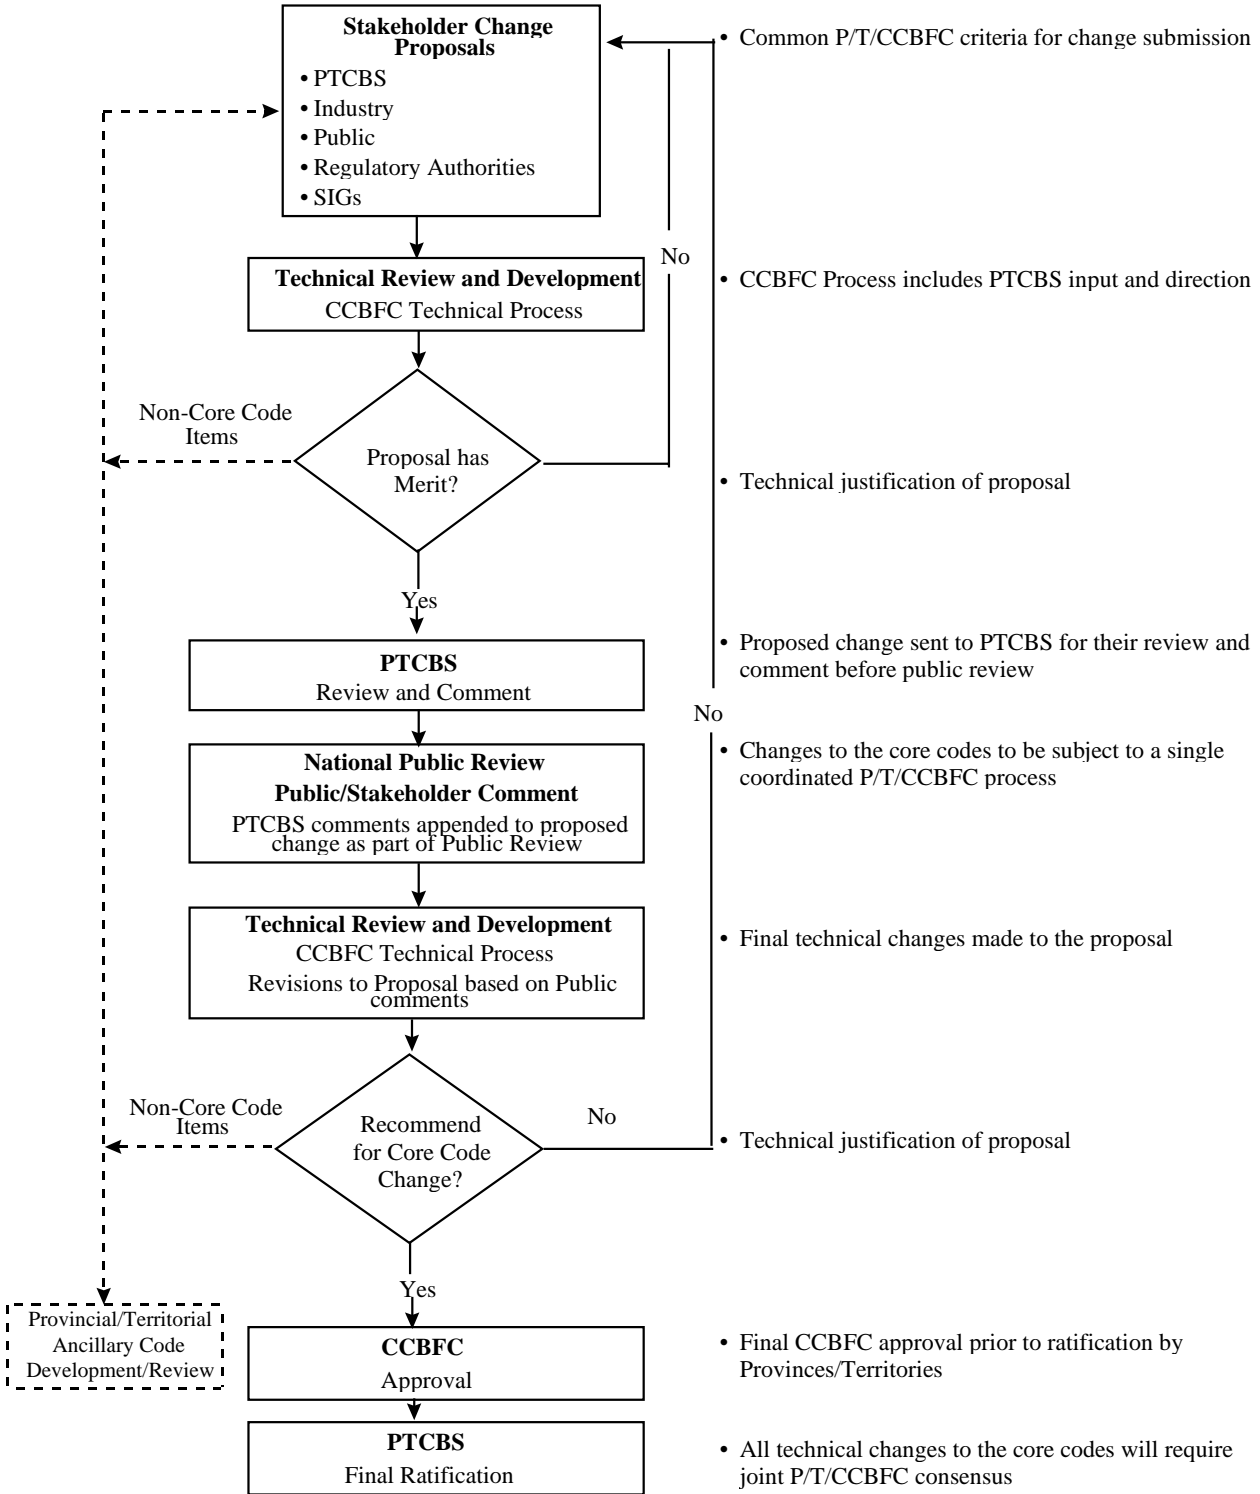 Stakeholder Change
Proposals
• PTCBS
• Industry
• Public
• Regulatory Authorities
• SIGs
• Common P/T/CCBFC criteria for change submission
No
Technical Review and Development
CCBFC Technical Process
• CCBFC Process includes PTCBS input and direction
Non-Core Code
Items
Proposal has
Merit?
• Technical justification of proposal
Yes
PTCBS
Review and Comment
• Proposed change sent to PTCBS for their review and
comment before public review
No
National Public Review
Public/Stakeholder Comment
PTCBS comments appended to proposed
change as part of Public Review
• Changes to the core codes to be subject to a single
coordinated P/T/CCBFC process
Technical Review and Development
CCBFC Technical Process
Revisions to Proposal based on Public
comments
• Final technical changes made to the proposal
Non-Core Code
Items
Recommend
for Core Code
Change?
No
• Technical justification of proposal
Yes
Provincial/Territorial
Ancillary Code
Development/Review
CCBFC
Approval
• Final CCBFC approval prior to ratification by
Provinces/Territories
PTCBS
Final Ratification
• All technical changes to the core codes will require
joint P/T/CCBFC consensus